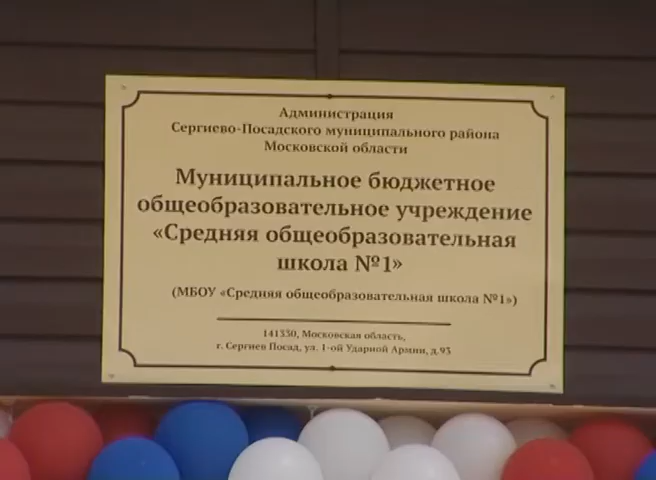 Администрация
Сергиево-Посадского муниципального района
Московской области
Муниципальное бюджетное
общеобразовательное учреждение
«Средняя общеобразовательная
школа №1»
(МБОУ «Средняя общеобразовательная школа №1»)
141330, Московская область,
г. Сергиев Посад, ул. 1-ой Ударной Армии, д.93